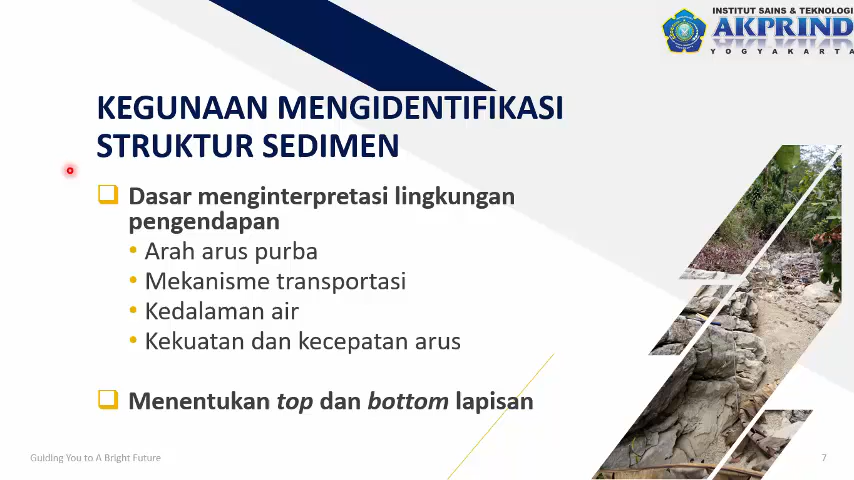 INSTITUT SAINS & TEKNOLOGI
AKPRIND
YOGYAKARTA
KEGUNAAN MENGIDENTIFIKASI
STRUKTUR SEDIMEN
Dasar menginterpretasi lingkungan
pengendapan
• Arah arus purba
• Mekanisme transportasi
• Kedalaman air
• Kekuatan dan kecepatan arus
Menentukan top dan bottom lapisan
Guiding You to A Bright Future
7